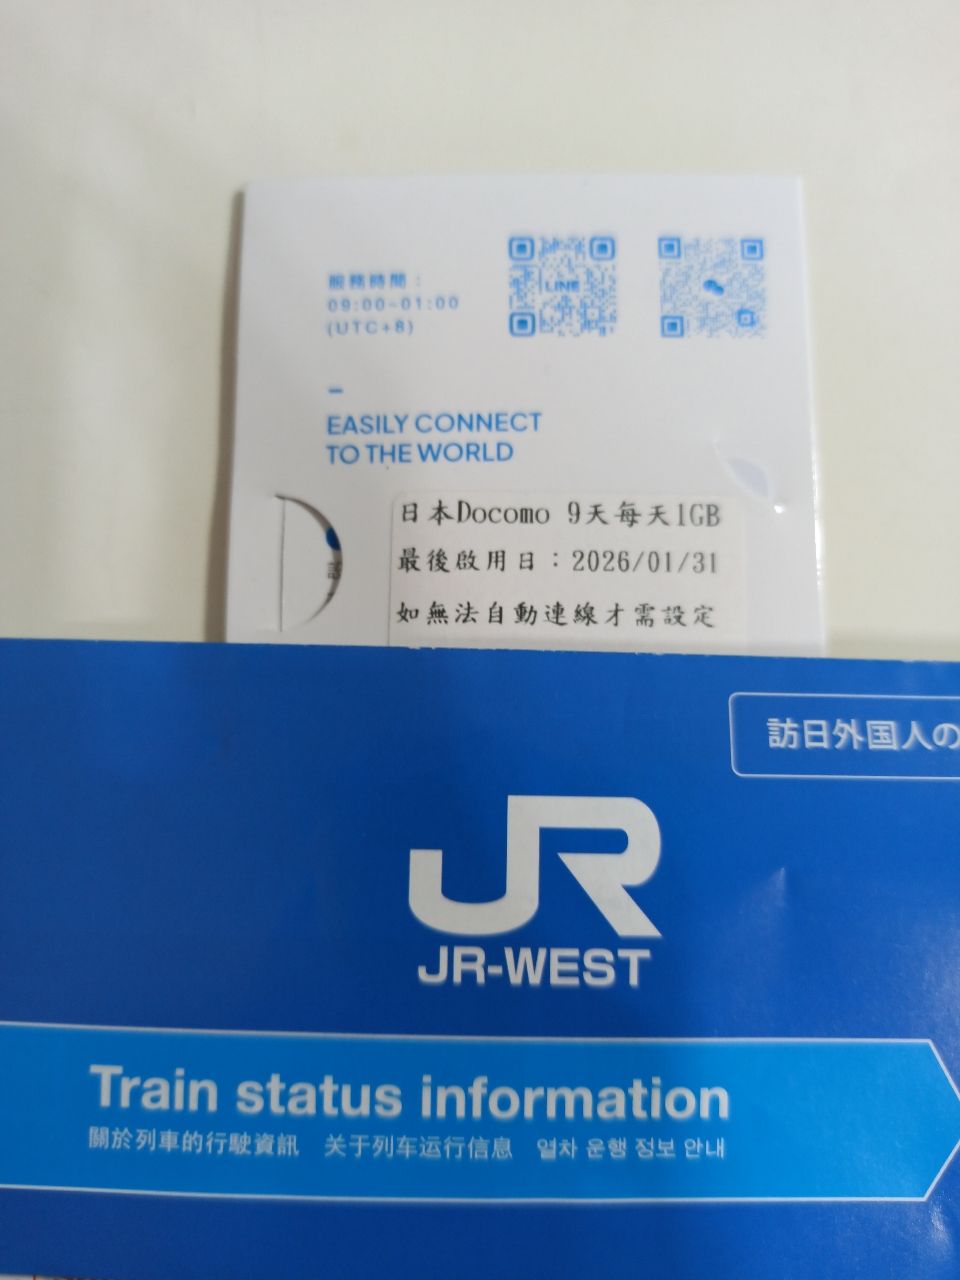 服務時間：
09:00-01:00
(UTC+8)
LINE
EASILY CONNECT
TO THE WORLD
日本Docomo 9天每天1GB
最後啟用日：2026/01/31
如無法自動連線才需設定
訪日外国人の
JR
JR-WEST
Train status information
關於列車的行駛資訊 关于列车运行信息 열차 운행 정보 안내